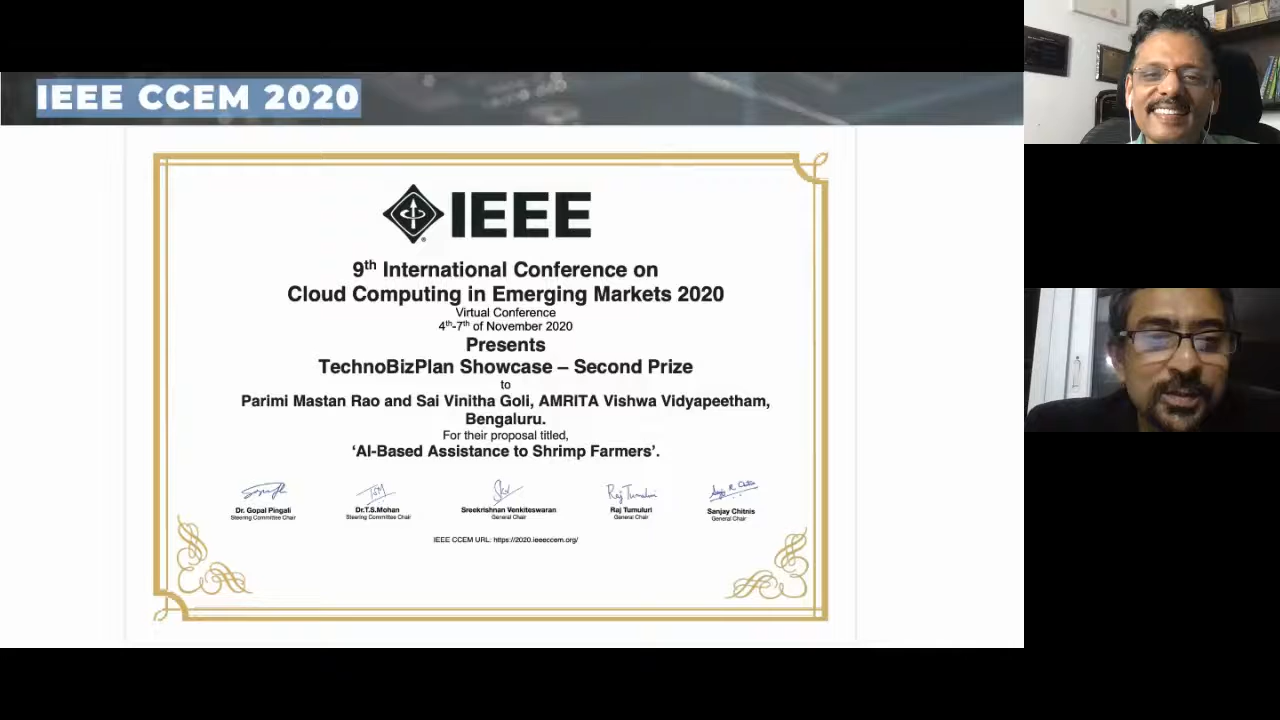 IEEE CCEM 2020
IEEE
9th International Conference on
Cloud Computing in Emerging Markets 2020
Virtual Conference
4th-7th of November 2020
Presents
TechnoBizPlan Showcase – Second Prize
to
Parimi Mastan Rao and Sai Vinitha Goli, AMRITA Vishwa Vidyapeetham,
Bengaluru.
For their proposal titled,
‘AI-Based Assistance to Shrimp Farmers’.
Dr. Gopal Pingali
Steering Committee Chair
Dr.T.S.Mohan
Steering Committee Chair
Sreekrishnan Venkiteswaran
General Chair
Raj Tumuluri
General Chair
Sanjay Chitnis
General Chair
IEEE CCEM URL: https://2020.ieeeccem.org/